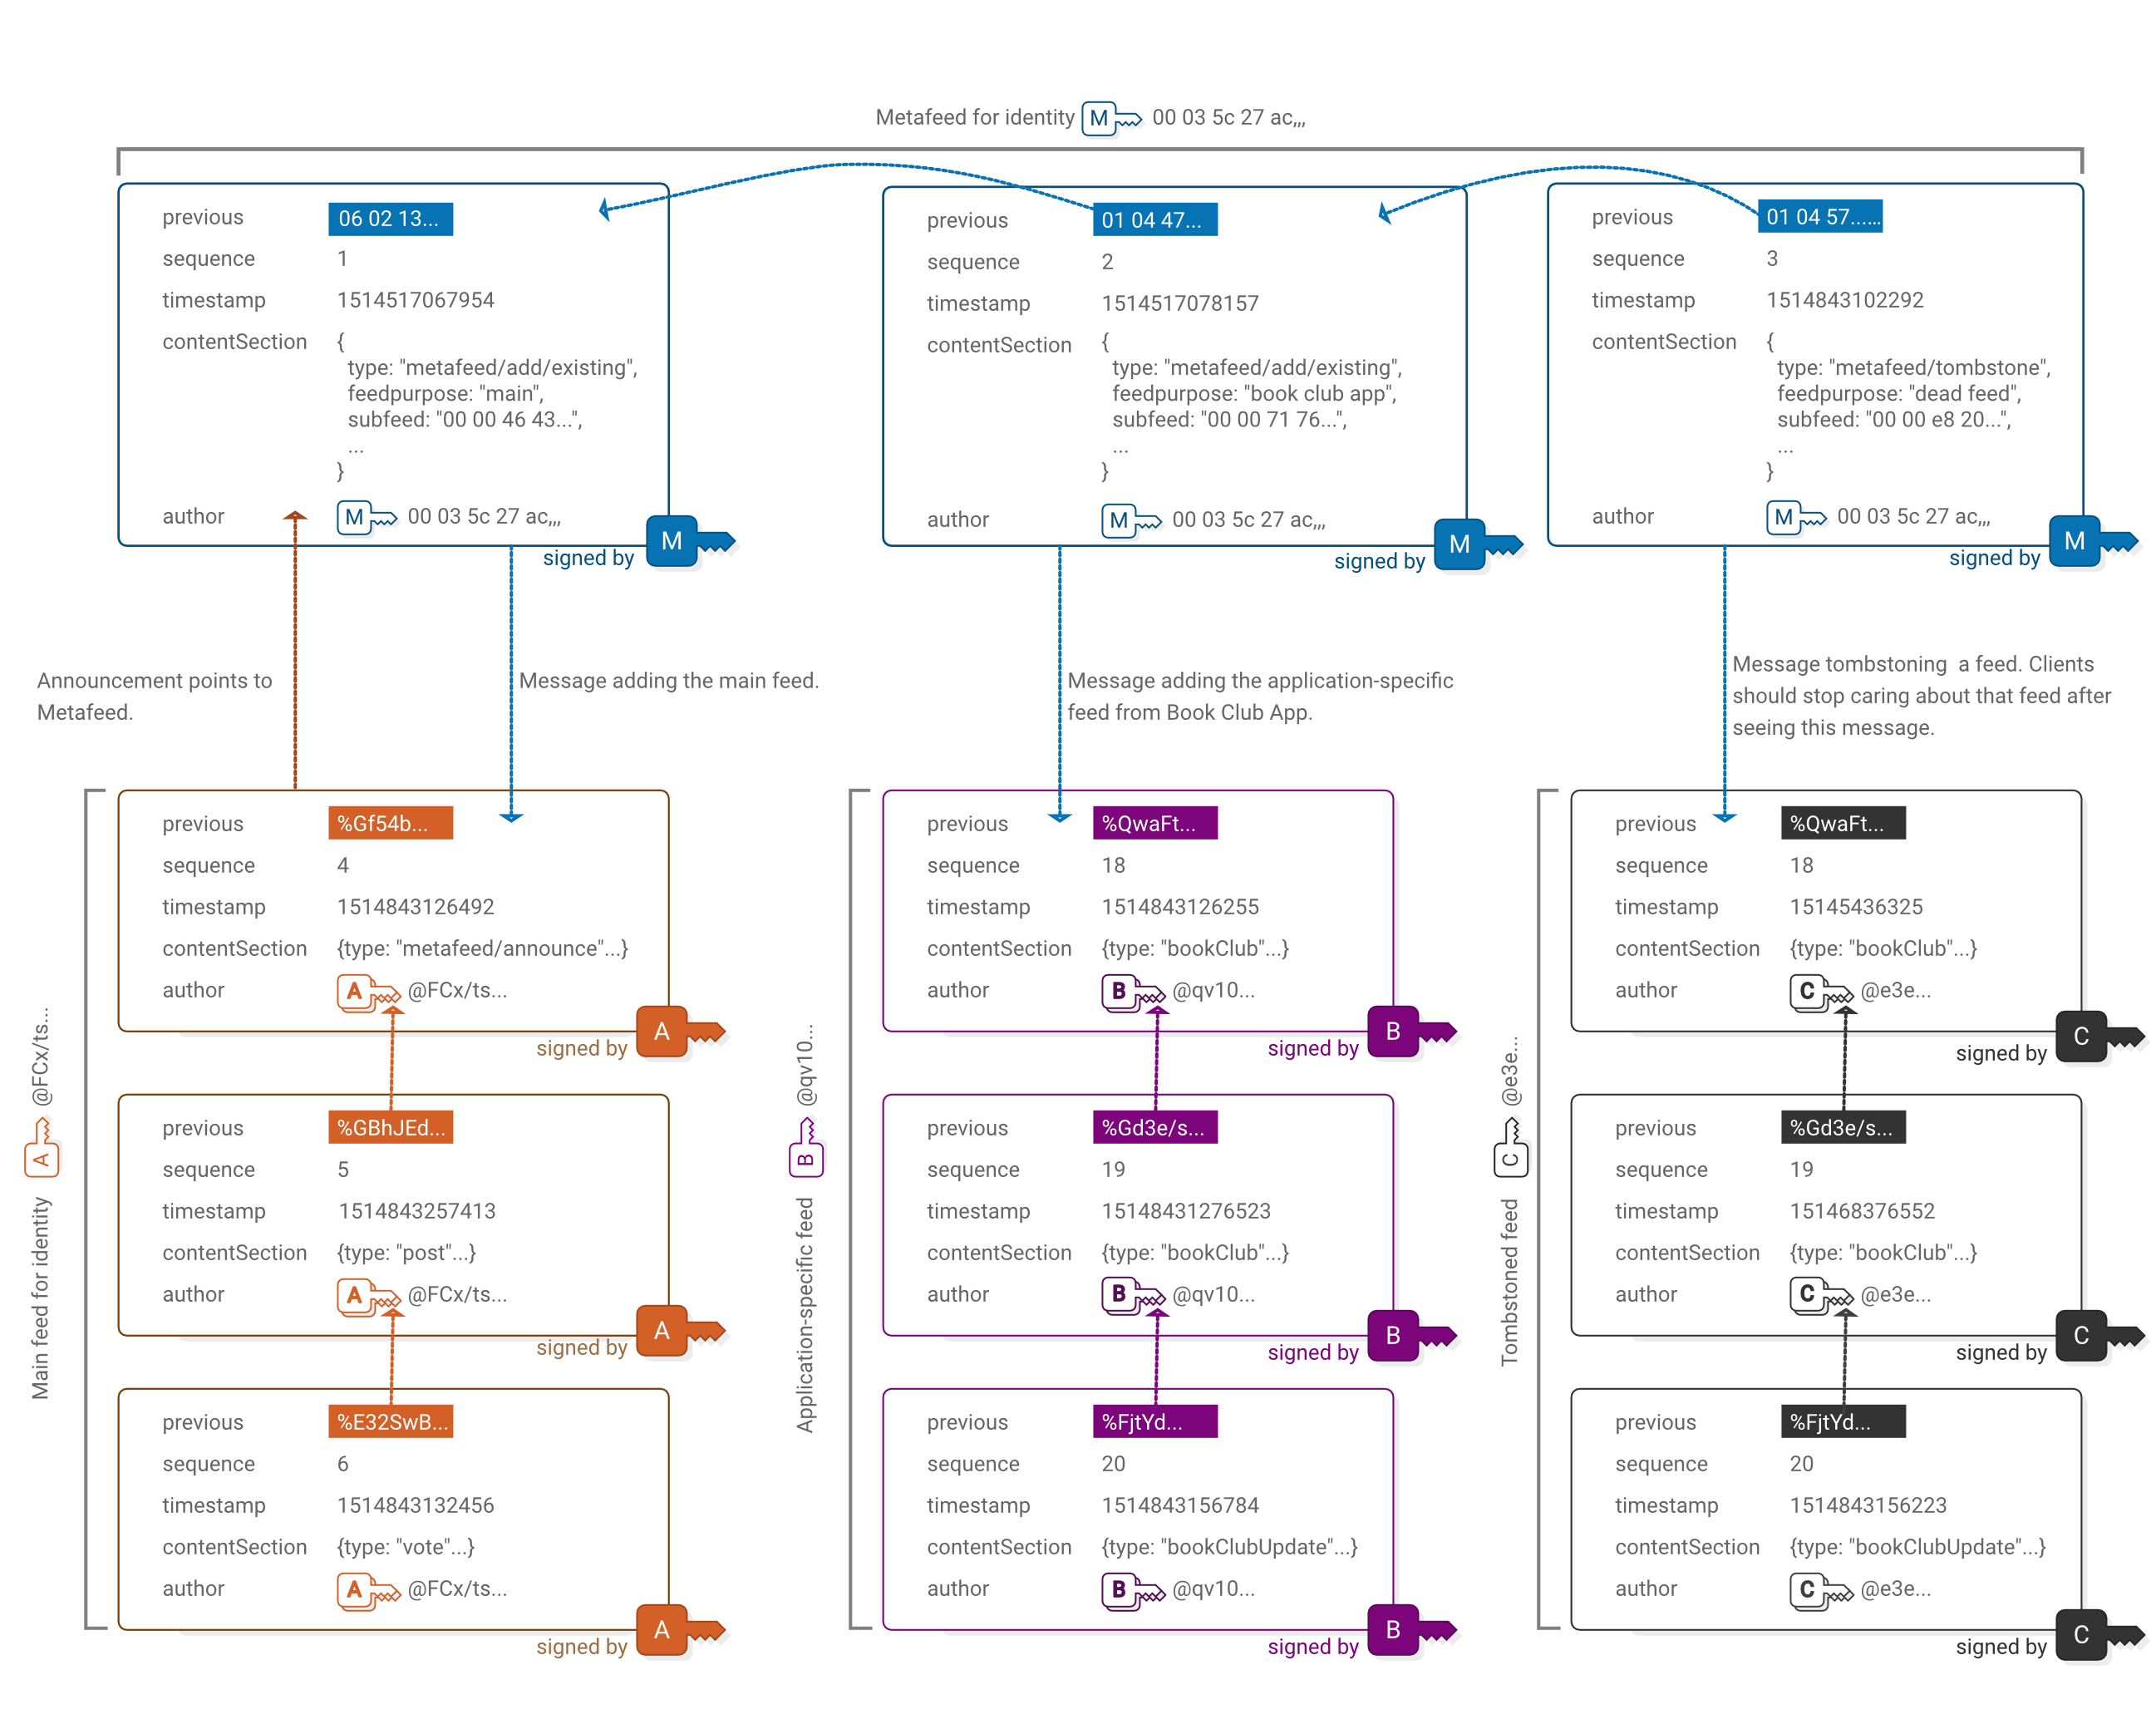 Metafeed for identity M 00 03 5c 27 ac,,,
previous 06 02 13...
sequence 1
timestamp 1514517067954
contentSection {
type: "metafeed/add/existing",
feedpurpose: "main",
subfeed: "00 00 46 43...",
...
}
author M 00 03 5c 27 ac,,,
signed by M
previous 01 04 47...
sequence 2
timestamp 1514517078157
contentSection {
type: "metafeed/add/existing",
feedpurpose: "book club app",
subfeed: "00 00 71 76...",
...
}
author M 00 03 5c 27 ac,,,
signed by M
previous 01 04 57......
sequence 3
timestamp 1514843102292
contentSection {
type: "metafeed/tombstone",
feedpurpose: "dead feed",
subfeed: "00 00 e8 20...",
...
}
author M 00 03 5c 27 ac,,,
signed by M
Announcement points to
Metafeed.
Message adding the main feed.
Message adding the application-specific
feed from Book Club App.
Message tombstoning  a feed. Clients
should stop caring about that feed after
seeing this message.
Main feed for identity A @FCx/ts...
previous %Gf54b...
sequence 4
timestamp 1514843126492
contentSection {type: "metafeed/announce"...}
author A @FCx/ts...
signed by A
previous %GBhJEd...
sequence 5
timestamp 1514843257413
contentSection {type: "post"...}
author A @FCx/ts...
signed by A
previous %E32SwB...
sequence 6
timestamp 1514843132456
contentSection {type: "vote"...}
author A @FCx/ts...
signed by A
Application-specific feed B @qv10...
previous %QwaFt...
sequence 18
timestamp 1514843126255
contentSection {type: "bookClub"...}
author B @qv10...
signed by B
previous %Gd3e/s...
sequence 19
timestamp 15148431276523
contentSection {type: "bookClub"...}
author B @qv10...
signed by B
previous %FjtYd...
sequence 20
timestamp 1514843156784
contentSection {type: "bookClubUpdate"...}
author B @qv10...
signed by B
Tombstoned feed C @e3e...
previous %QwaFt...
sequence 18
timestamp 15145436325
contentSection {type: "bookClub"...}
author C @e3e...
signed by C
previous %Gd3e/s...
sequence 19
timestamp 151468376552
contentSection {type: "bookClub"...}
author C @e3e...
signed by C
previous %FjtYd...
sequence 20
timestamp 1514843156223
contentSection {type: "bookClubUpdate"...}
author C @e3e...
signed by C